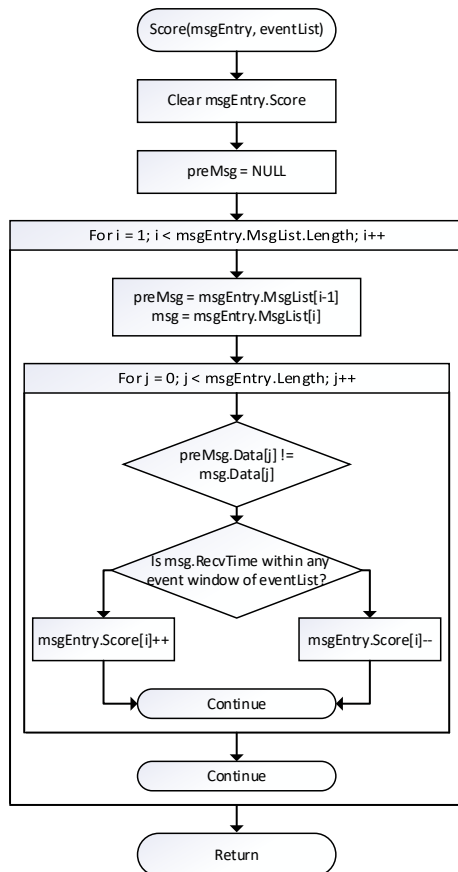 Score(msgEntry, eventList)
Clear msgEntry.Score
preMsg = NULL
For i = 1; i < msgEntry.MsgList.Length; i++
preMsg = msgEntry.MsgList[i-1]
msg = msgEntry.MsgList[i]
For j = 0; j < msgEntry.Length; j++
preMsg.Data[j] !=
msg.Data[j]
Is msg.RecvTime within any
event window of eventList?
msgEntry.Score[i]++
msgEntry.Score[i]--
Continue
Continue
Return